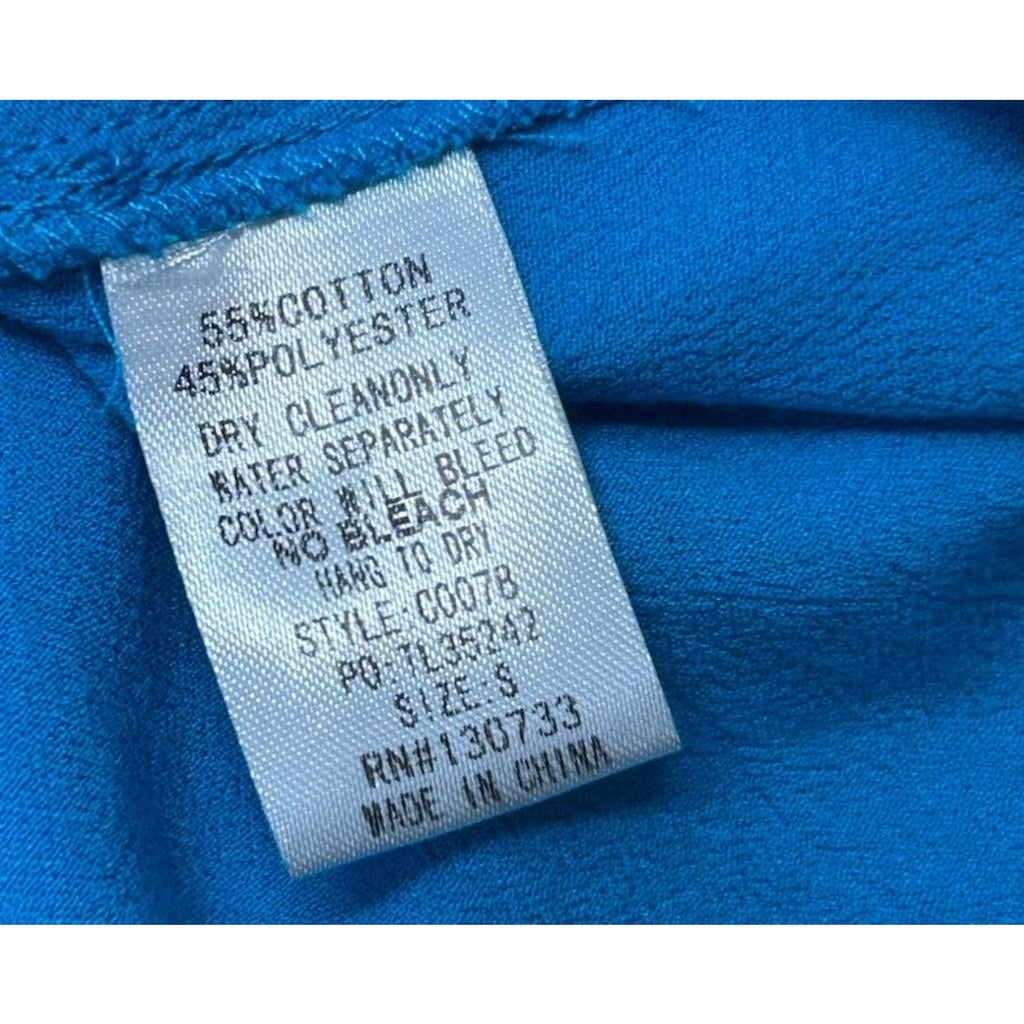 55%COTTON
45%POLYESTER
DRY CLEANONLY
WATER SEPARATELY
COLOR WILL BLEED
NO BLEACH
HANG TO DRY
STYLE:C0078
PO:TL35242
SIZE:S
RN#130733
MADE IN CHINA